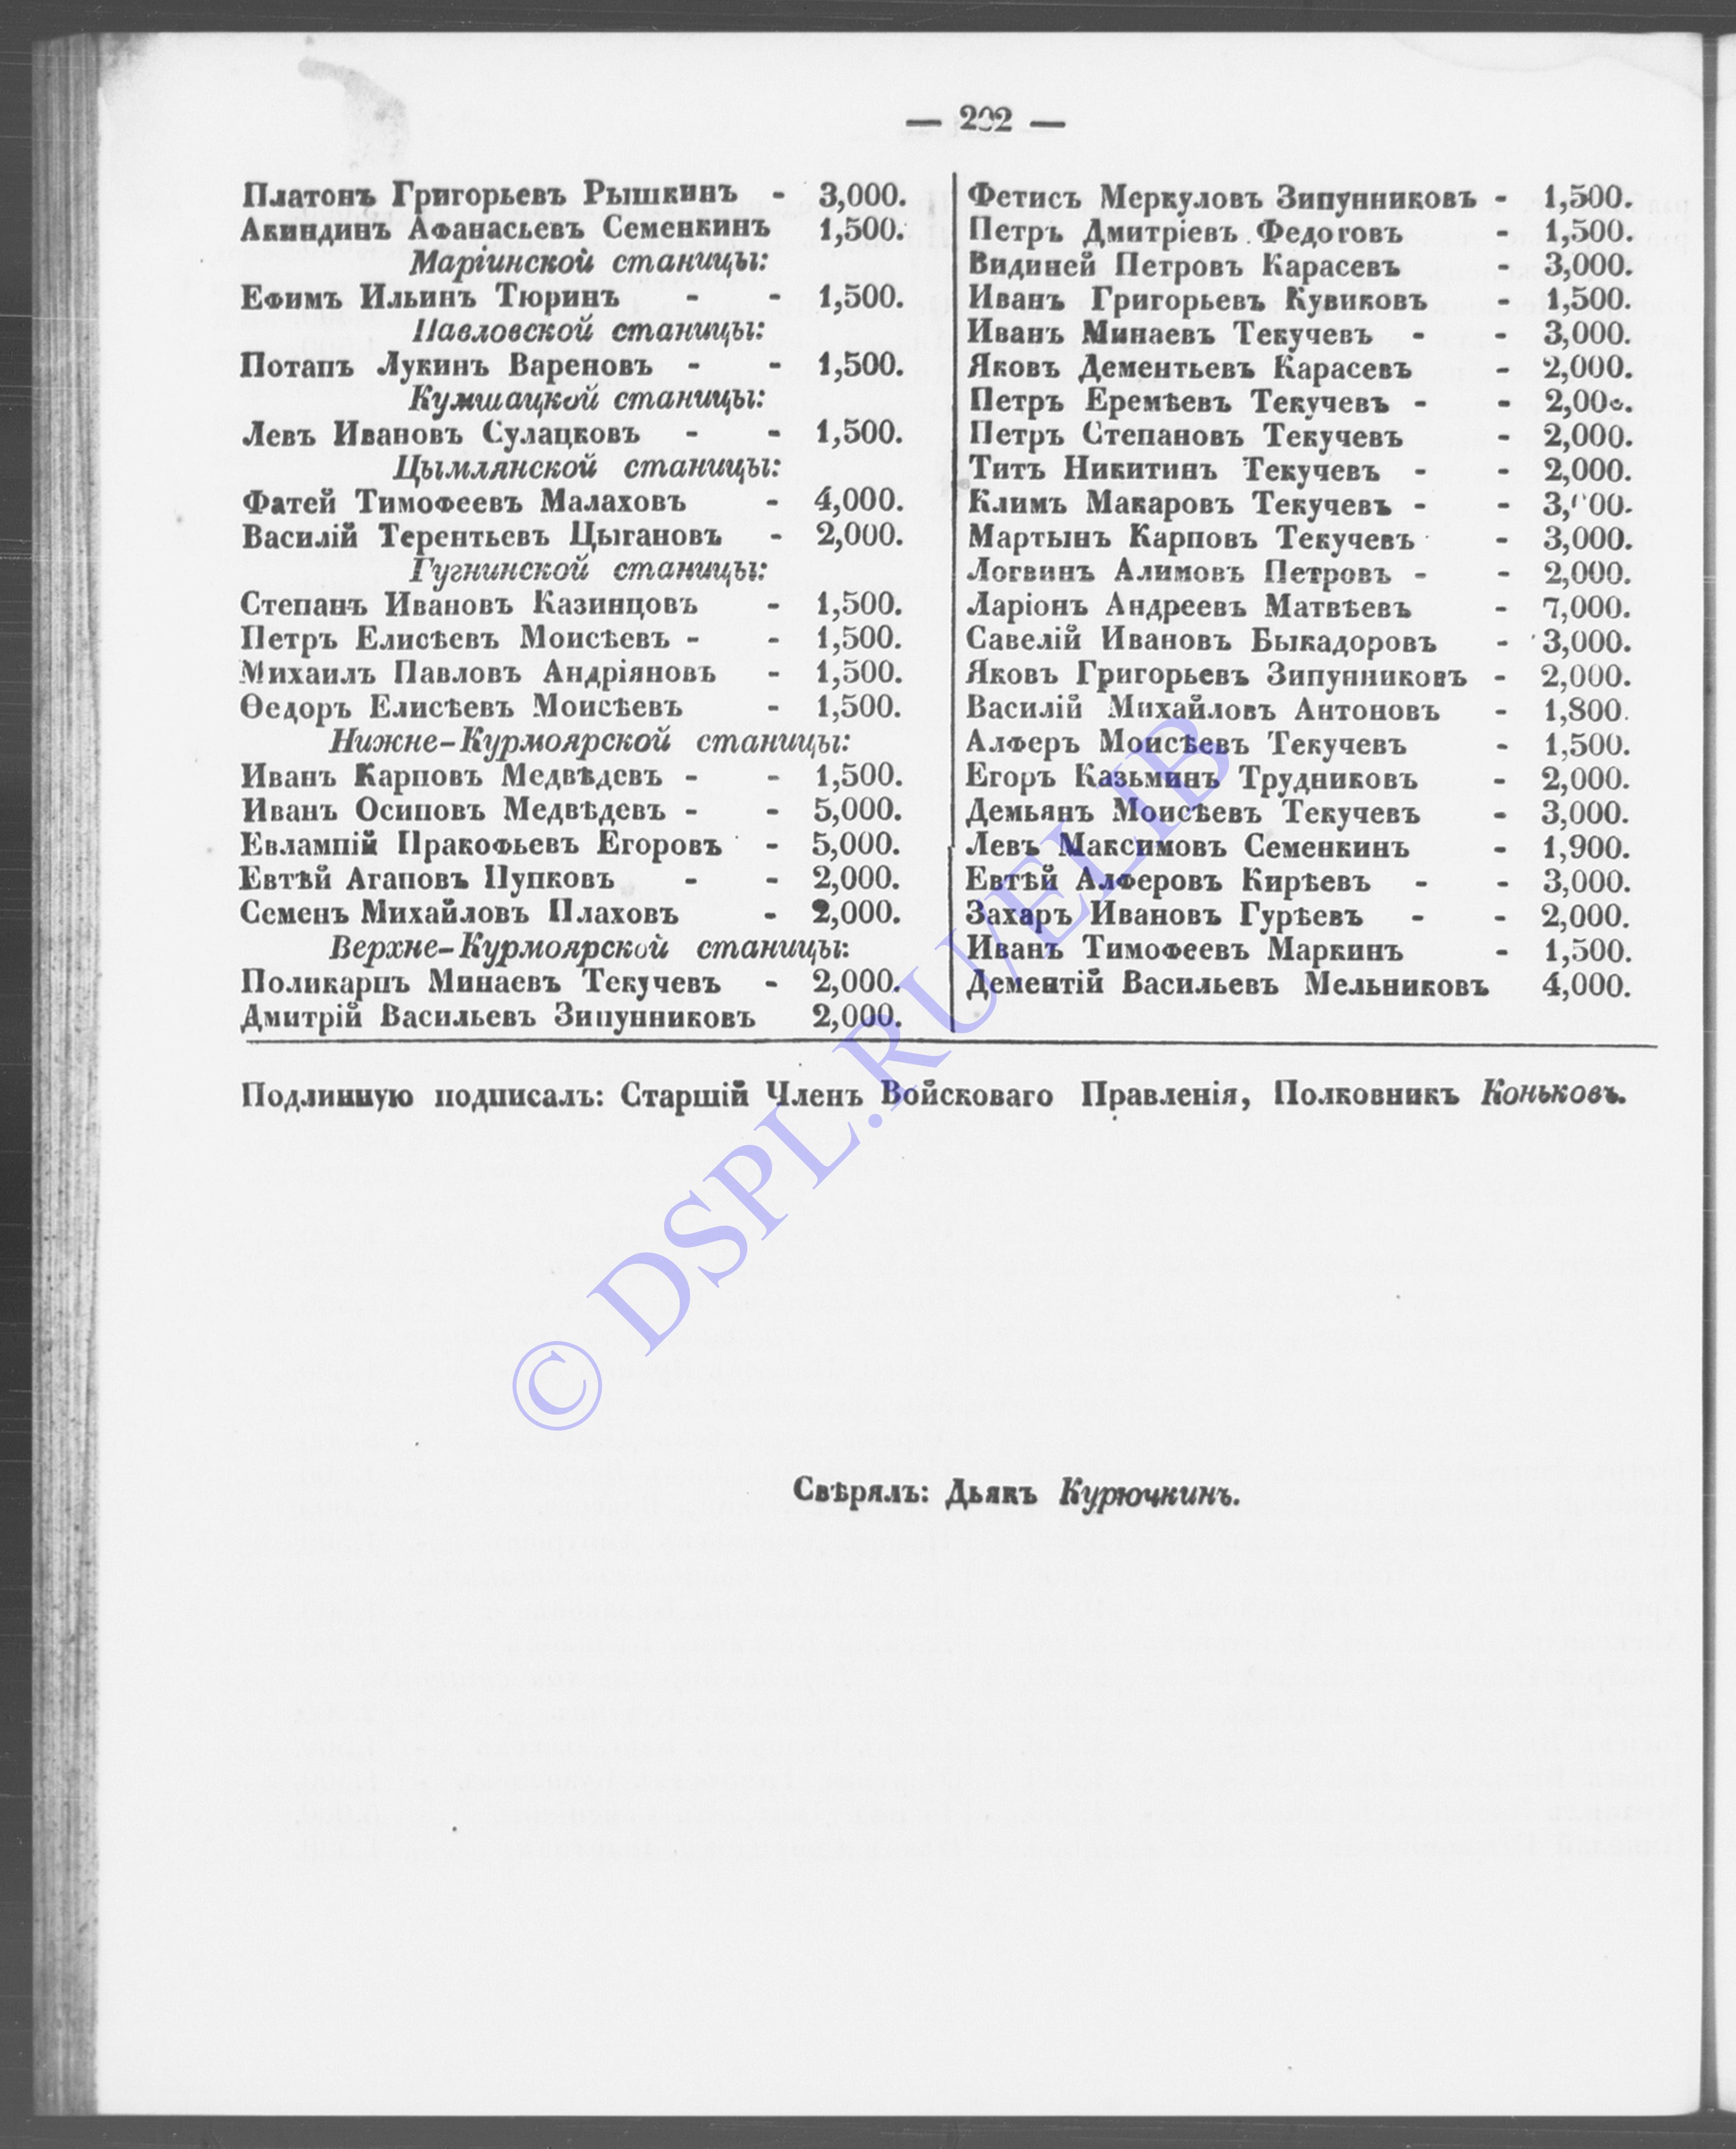 — 202 —
Платонъ Григорьевъ Рышкинъ - 3,000.
Акиндинъ Афанасьевъ Семенкинъ 1,500.
Маріинской станицы:
Ефимъ Ильинъ Тюринъ - - 1,500.
Павловской станицы:
Потапъ Лукинъ Вареновъ - - 1,500.
Кумшацкой станицы:
Левъ Ивановъ Сулацковъ - - 1,500.
Цымлянской станицы:
Фатей Тимофеевъ Малаховъ - 4,000.
Василій Терентьевъ Цыгановъ - 2,000.
Гугнинской станицы:
Степанъ Ивановъ Казинцовъ - 1,500.
Петръ Елисѣевъ Моисѣевъ - - 1,500.
Михаилъ Павловъ Андріяновъ - 1,500.
Ѳедоръ Елисѣевъ Моисѣевъ - 1,500.
Нижне-Курмоярской станицы:
Иванъ Карповъ Медвѣдевъ - - 1,500.
Иванъ Осиповъ Медвѣдевъ - - 5,000.
Евлампій Пракофьевъ Егоровъ - 5,000.
Евтѣй Агаповъ Пупковъ - - 2,000.
Семенъ Михайловъ Плаховъ - 2,000.
Верхне-Курмоярской станицы:
Поликарпъ Минаевъ Текучевъ - 2,000.
Дмитрій Васильевъ Зипунниковъ 2,000.
Фетисъ Меркуловъ Зипунниковъ - 1,500.
Петръ Дмитріевъ Федоговъ - 1,500.
Видиней Петровъ Карасевъ - 3,000.
Иванъ Григорьевъ Кувиковъ - 1,500.
Иванъ Минаевъ Текучевъ - - 3,000.
Яковъ Дементьевъ Карасевъ - 2,000.
Петръ Еремѣевъ Текучевъ - - 2,000.
Петръ Степановъ Текучевъ - 2,000.
Титъ Никитинъ Текучевъ - - 2,000.
Климъ Макаровъ Текучевъ - - 3,000.
Мартынъ Карповъ Текучевъ - 3,000.
Логвинъ Алимовъ Петровъ - - 2,000.
Ларіонъ Андреевъ Матвѣевъ - 7,000.
Савелій Ивановъ Быкадоровъ - 3,000.
Яковъ Григорьевъ Зипунниковъ - 2,000.
Василій Михайловъ Антоновъ - 1,800.
Алферъ Моисѣевъ Текучевъ - 1,500.
Егоръ Казьминъ Трудниковъ - 2,000.
Демьянъ Моисѣевъ Текучевъ - 3,000.
Левъ Максимовъ Семенкинъ - 1,900.
Евтѣй Алферовъ Кирѣевъ - - 3,000.
Захаръ Ивановъ Гурѣевъ - - 2,000.
Иванъ Тимофеевъ Маркинъ - 1,500.
Дементій Васильевъ Мельниковъ 4,000.
Подлинную подписалъ: Старшій Членъ Войсковаго Правленія, Полковникъ Коньковъ.
Свѣрялъ: Дьякъ Курючкинъ.
© DSPL.RU/ELIB